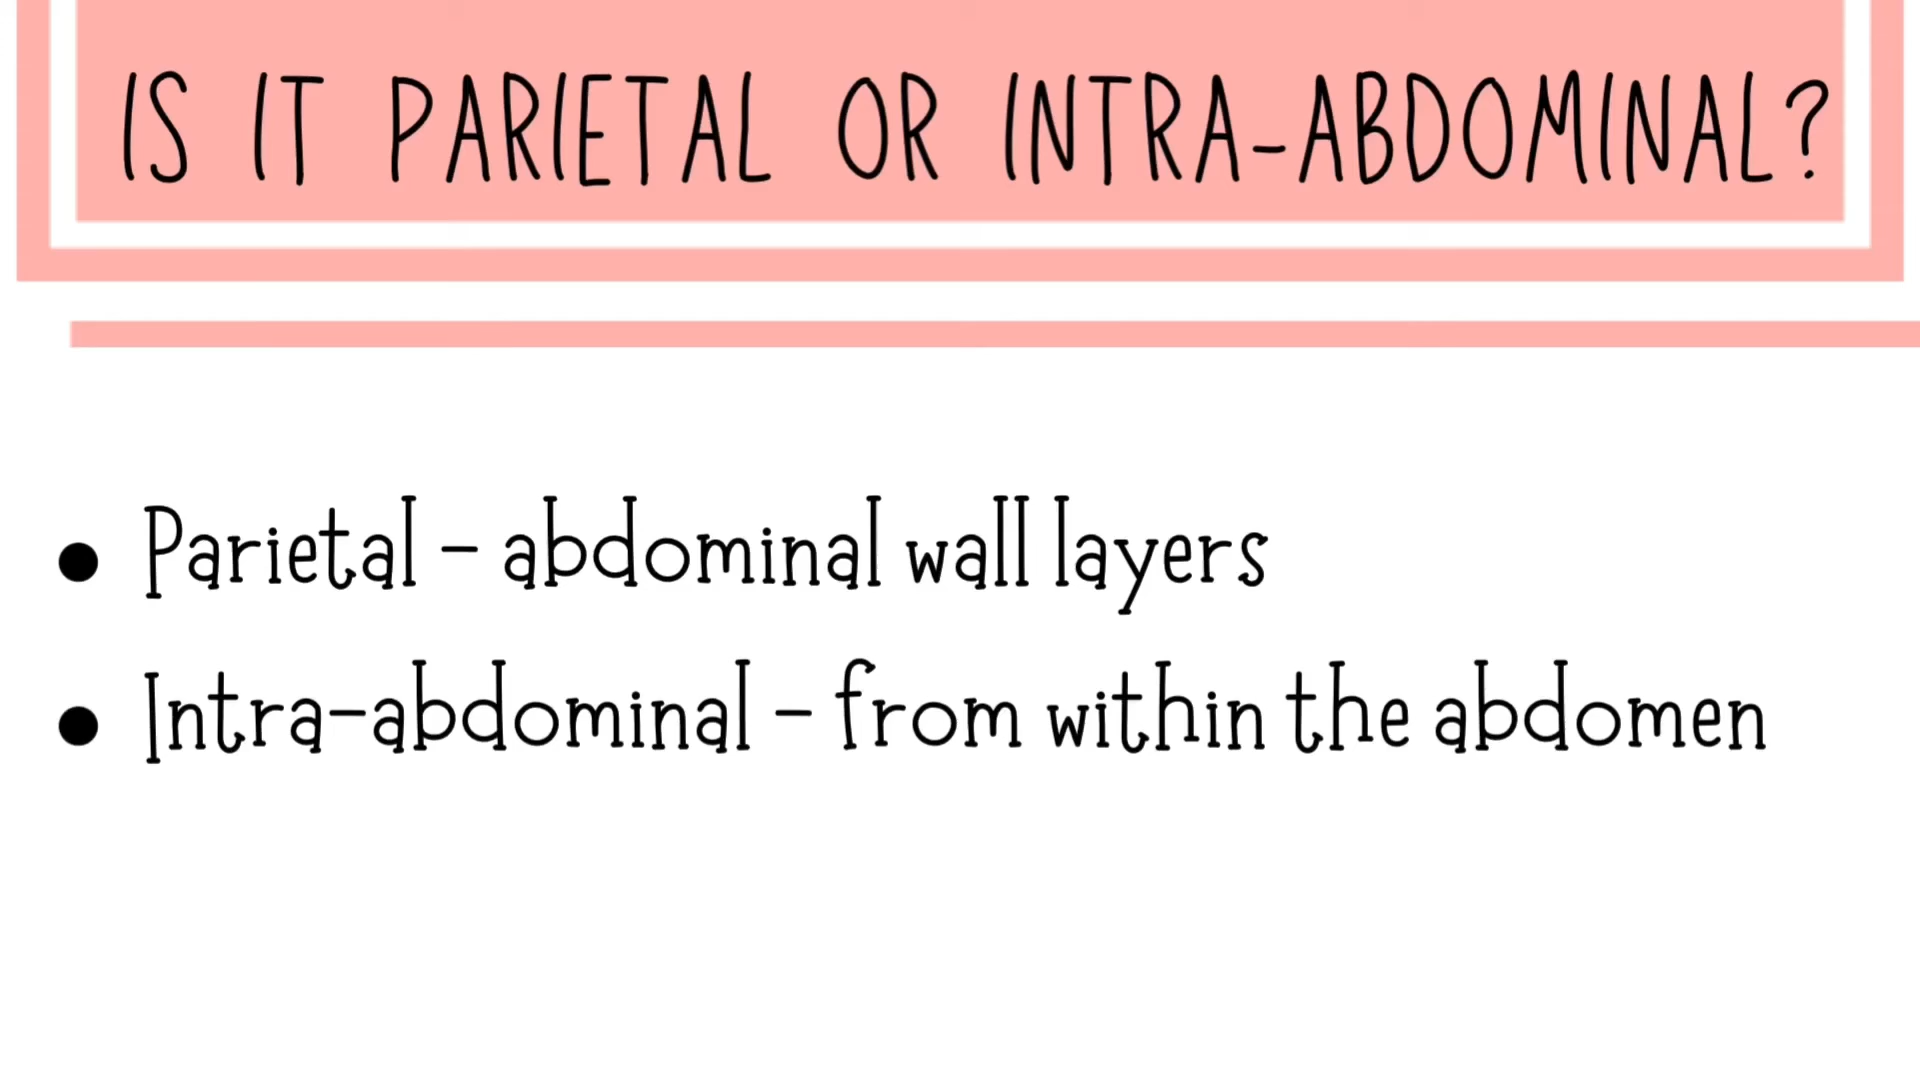 IS IT PARIETAL OR INTRA-ABDOMINAL?
• Parietal - abdominal wall layers
• Intra-abdominal - from within the abdomen